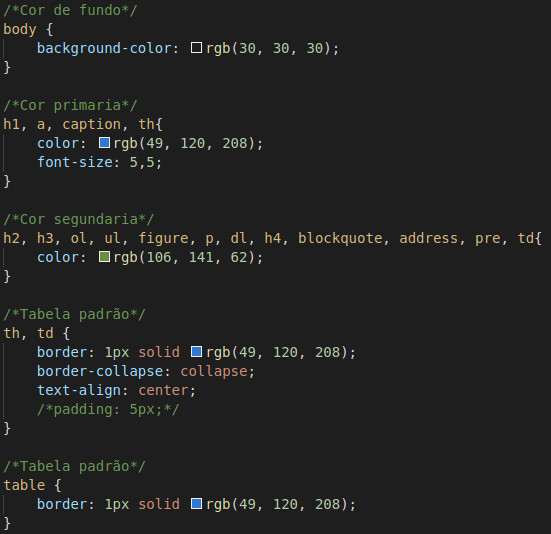 /*Cor de fundo*/
body {
    background-color: rgb(30, 30, 30);
}

/*Cor primaria*/
h1, a, caption, th{
    color: rgb(49, 120, 208);
    font-size: 5,5;
}

/*Cor segundaria*/
h2, h3, ol, ul, figure, p, dl, h4, blockquote, address, pre, td{
    color: rgb(106, 141, 62);
}

/*Tabela padrão*/
th, td {
    border: 1px solid rgb(49, 120, 208);
    border-collapse: collapse;
    text-align: center;
    /*padding: 5px;*/
}

/*Tabela padrão*/
table {
    border: 1px solid rgb(49, 120, 208);
}